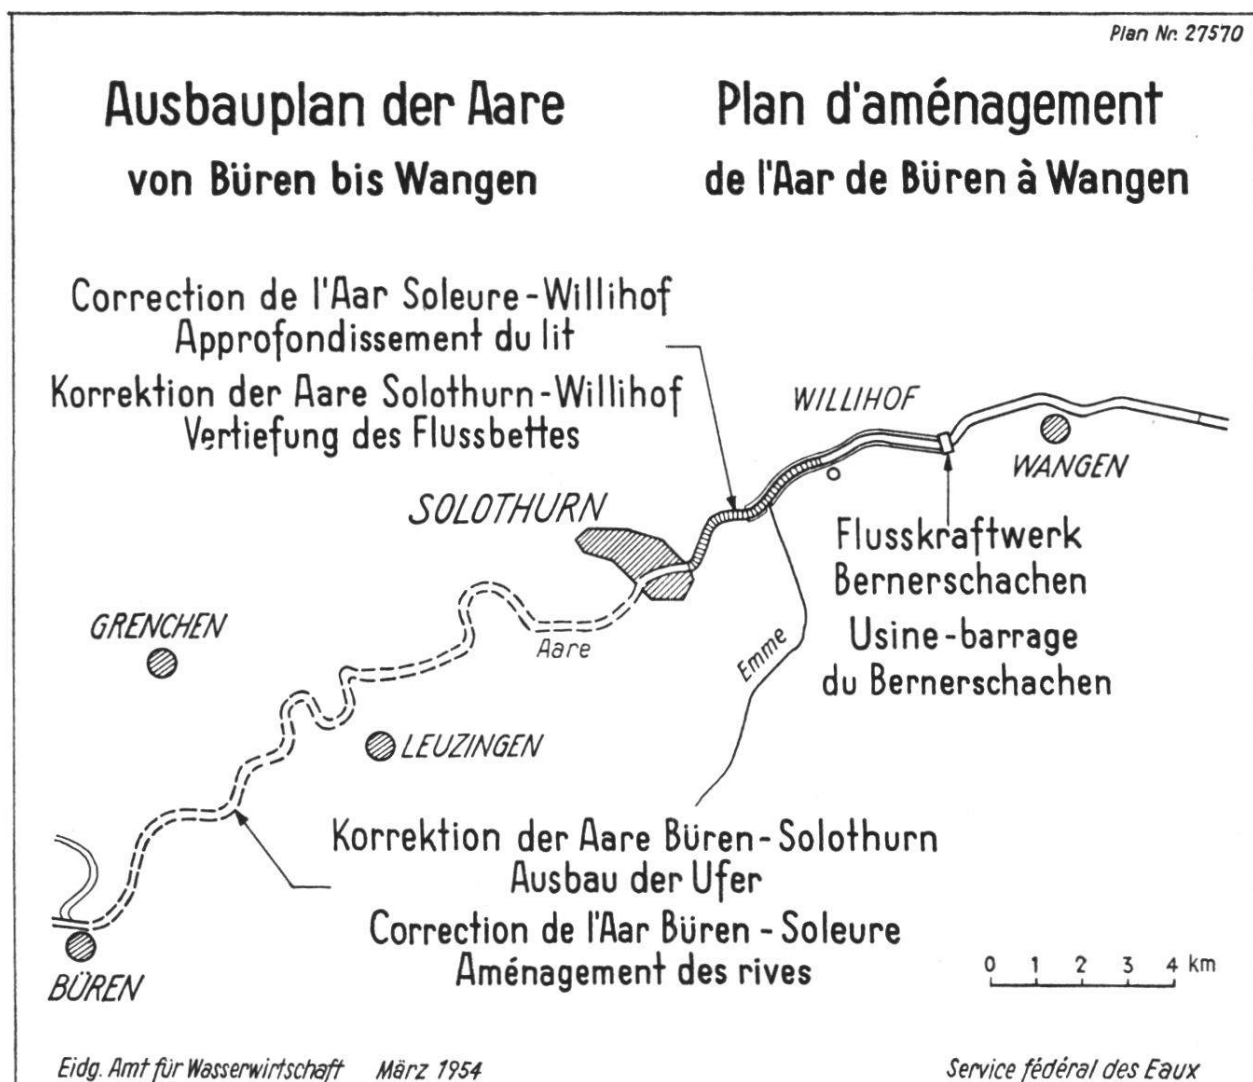 Plan Nr. 27570
Ausbauplan der Aare
von Büren bis Wangen
Plan d'aménagement
de l'Aar de Büren à Wangen
Correction de l'Aar Soleure-Willihof
Approfondissement du lit
Korrektion der Aare Solothurn-Willihof
Vertiefung des Flussbettes
WILLIHOF
WANGEN
SOLOTHURN
Flusskraftwerk
Bernerschachen
Usine-barrage
du Bernerschachen
GRENCHEN
Aare
Emme
LEUZINGEN
Korrektion der Aare Büren-Solothurn
Ausbau der Ufer
Correction de l'Aar Büren - Soleure
Aménagement des rives
BÜREN
0 1 2 3 4 km
Eidg. Amt für Wasserwirtschaft März 1954
Service fédéral des Eaux